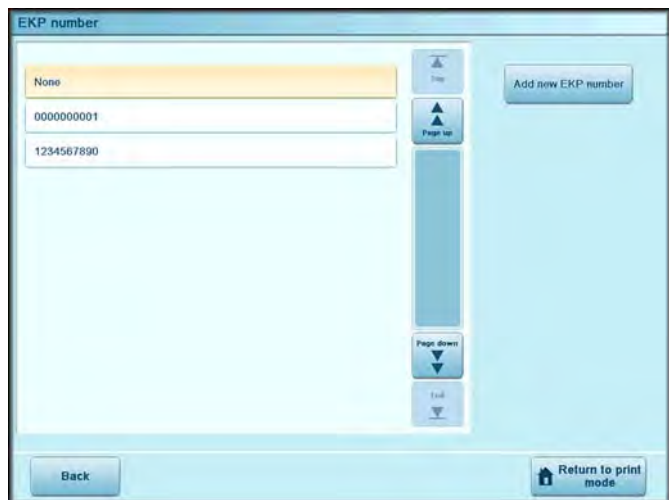 EKP number
None
0000000001
1234567890
Top
Page up
Page down
End
Add new EKP number
Back
Return to print
mode